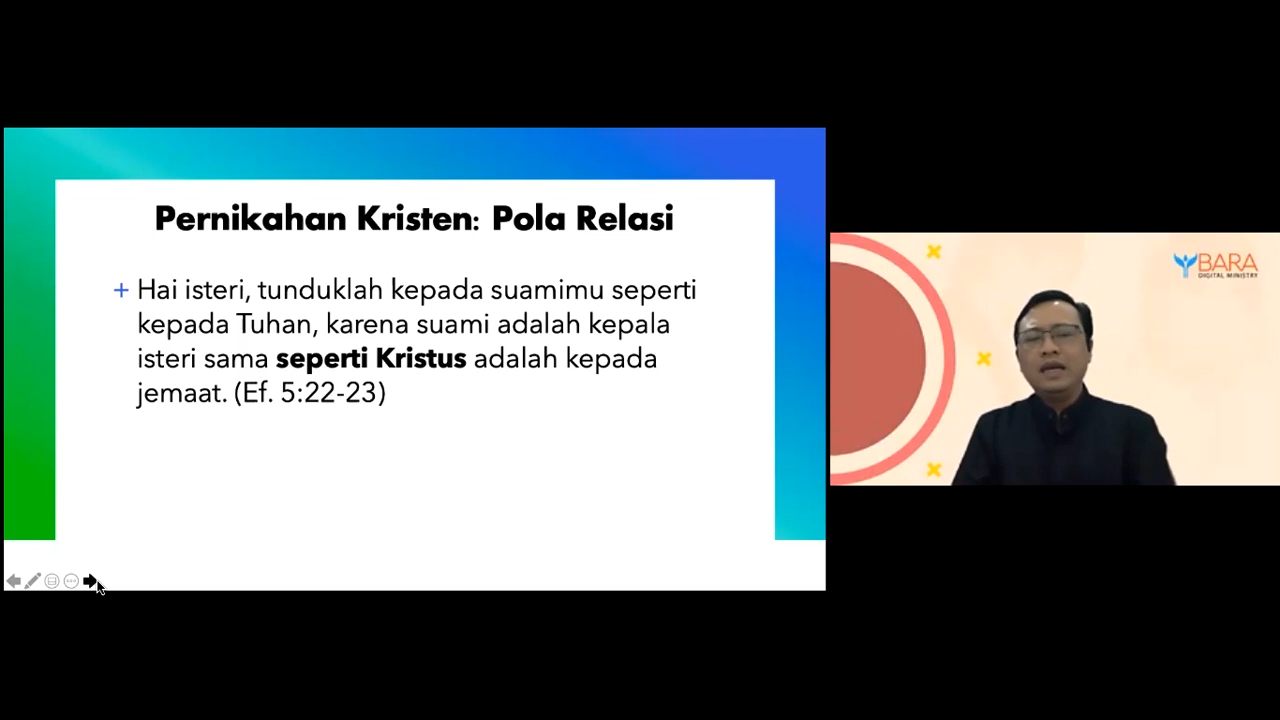 Pernikahan Kristen: Pola Relasi
+ Hai isteri, tunduklah kepada suamimu seperti
kepada Tuhan, karena suami adalah kepala
isteri sama seperti Kristus adalah kepada
jemaat. (Ef. 5:22-23)
BARA
DIGITAL MINISTRY